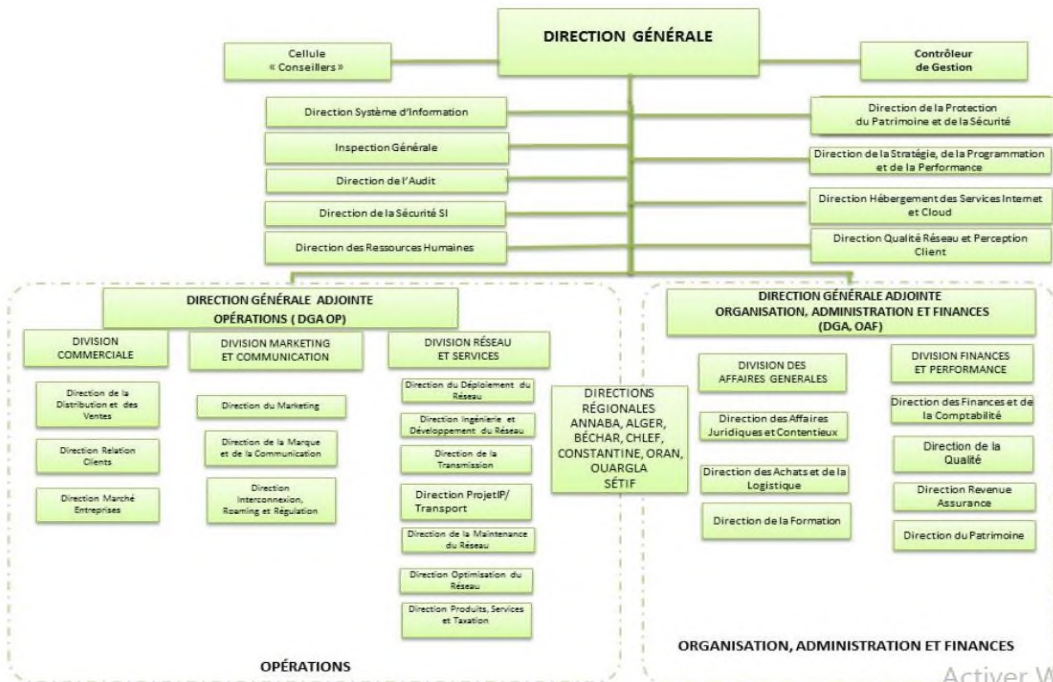 DIRECTION GÉNÉRALE
Cellule
« Conseillers »
Contrôleur
de Gestion
Direction Système d'Information
Direction de la Protection
du Patrimoine et de la Sécurité
Inspection Générale
Direction de la Stratégie, de la Programmation
et de la Performance
Direction de l'Audit
Direction Hébergement des Services Internet
et Cloud
Direction de la Sécurité SI
Direction des Ressources Humaines
Direction Qualité Réseau et Perception
Client
DIRECTION GÉNÉRALE ADJOINTE
OPÉRATIONS ( DGA OP)
DIVISION
COMMERCIALE
Direction de la
Distribution et des
Ventes
Direction Relation
Clients
Direction Marché
Entreprises
DIVISION MARKETING
ET COMMUNICATION
Direction du Marketing
Direction de la Marque
et de la Communication
Direction
Interconnexion,
Roaming et Régulation
DIVISION RÉSEAU
ET SERVICES
Direction du Déploiement du
Réseau
Direction Ingénierie et
Développement du Réseau
Direction de la
Transmission
Direction ProjetIP/
Transport
Direction de la Maintenance
du Réseau
Direction Optimisation du
Réseau
Direction Produits, Services
et Taxation
OPÉRATIONS
DIRECTIONS
RÉGIONALES
ANNABA, ALGER,
BÉCHAR, CHLEF,
CONSTANTINE, ORAN,
OUARGLA
SÉTIF
DIRECTION GÉNÉRALE ADJOINTE
ORGANISATION, ADMINISTRATION ET FINANCES
(DGA, OAF)
DIVISION DES
AFFAIRES GENERALES
Direction des Affaires
Juridiques et Contentieux
Direction des Achats et de la
Logistique
Direction de la Formation
DIVISION FINANCES
ET PERFORMANCE
Direction des Finances et de
la Comptabilité
Direction de la
Qualité
Direction Revenue
Assurance
Direction du Patrimoine
ORGANISATION, ADMINISTRATION ET FINANCES
Activer W